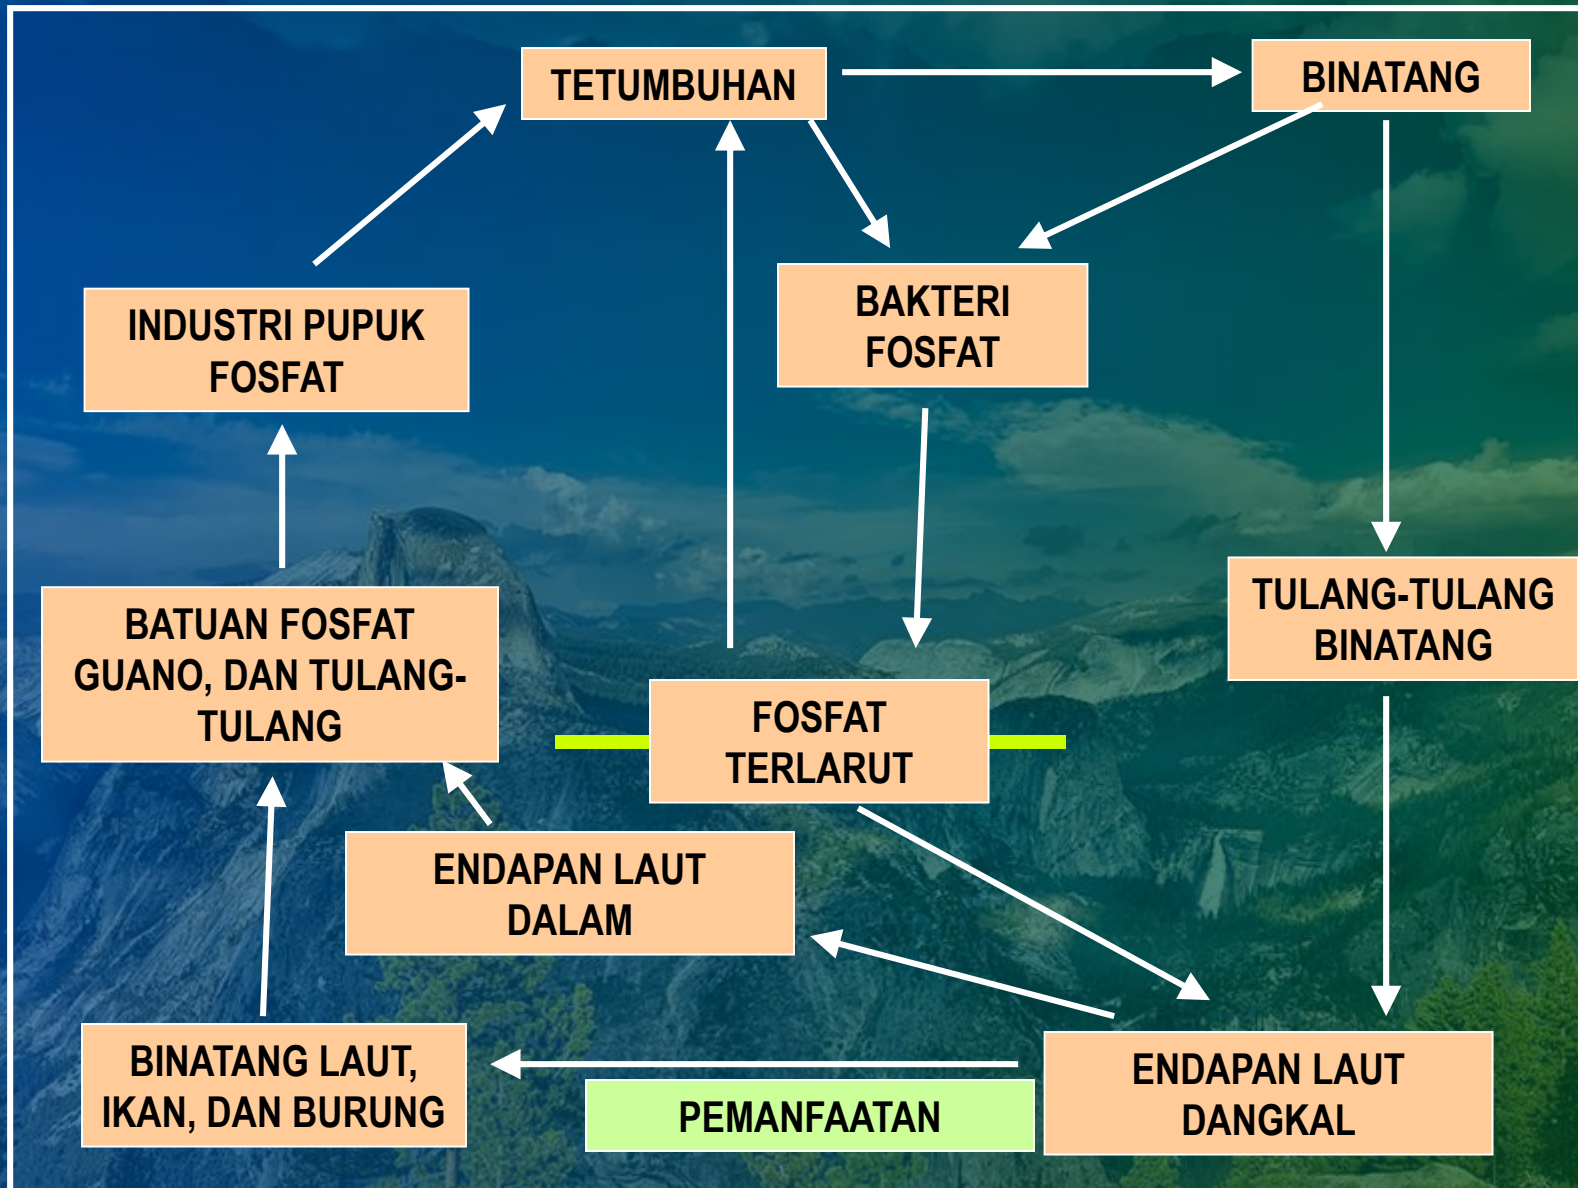 TETUMBUHAN
BINATANG
BAKTERI
FOSFAT
INDUSTRI PUPUK
FOSFAT
TULANG-TULANG
BINATANG
BATUAN FOSFAT
GUANO, DAN TULANG-
TULANG
FOSFAT
TERLARUT
ENDAPAN LAUT
DALAM
BINATANG LAUT,
IKAN, DAN BURUNG
PEMANFAATAN
ENDAPAN LAUT
DANGKAL